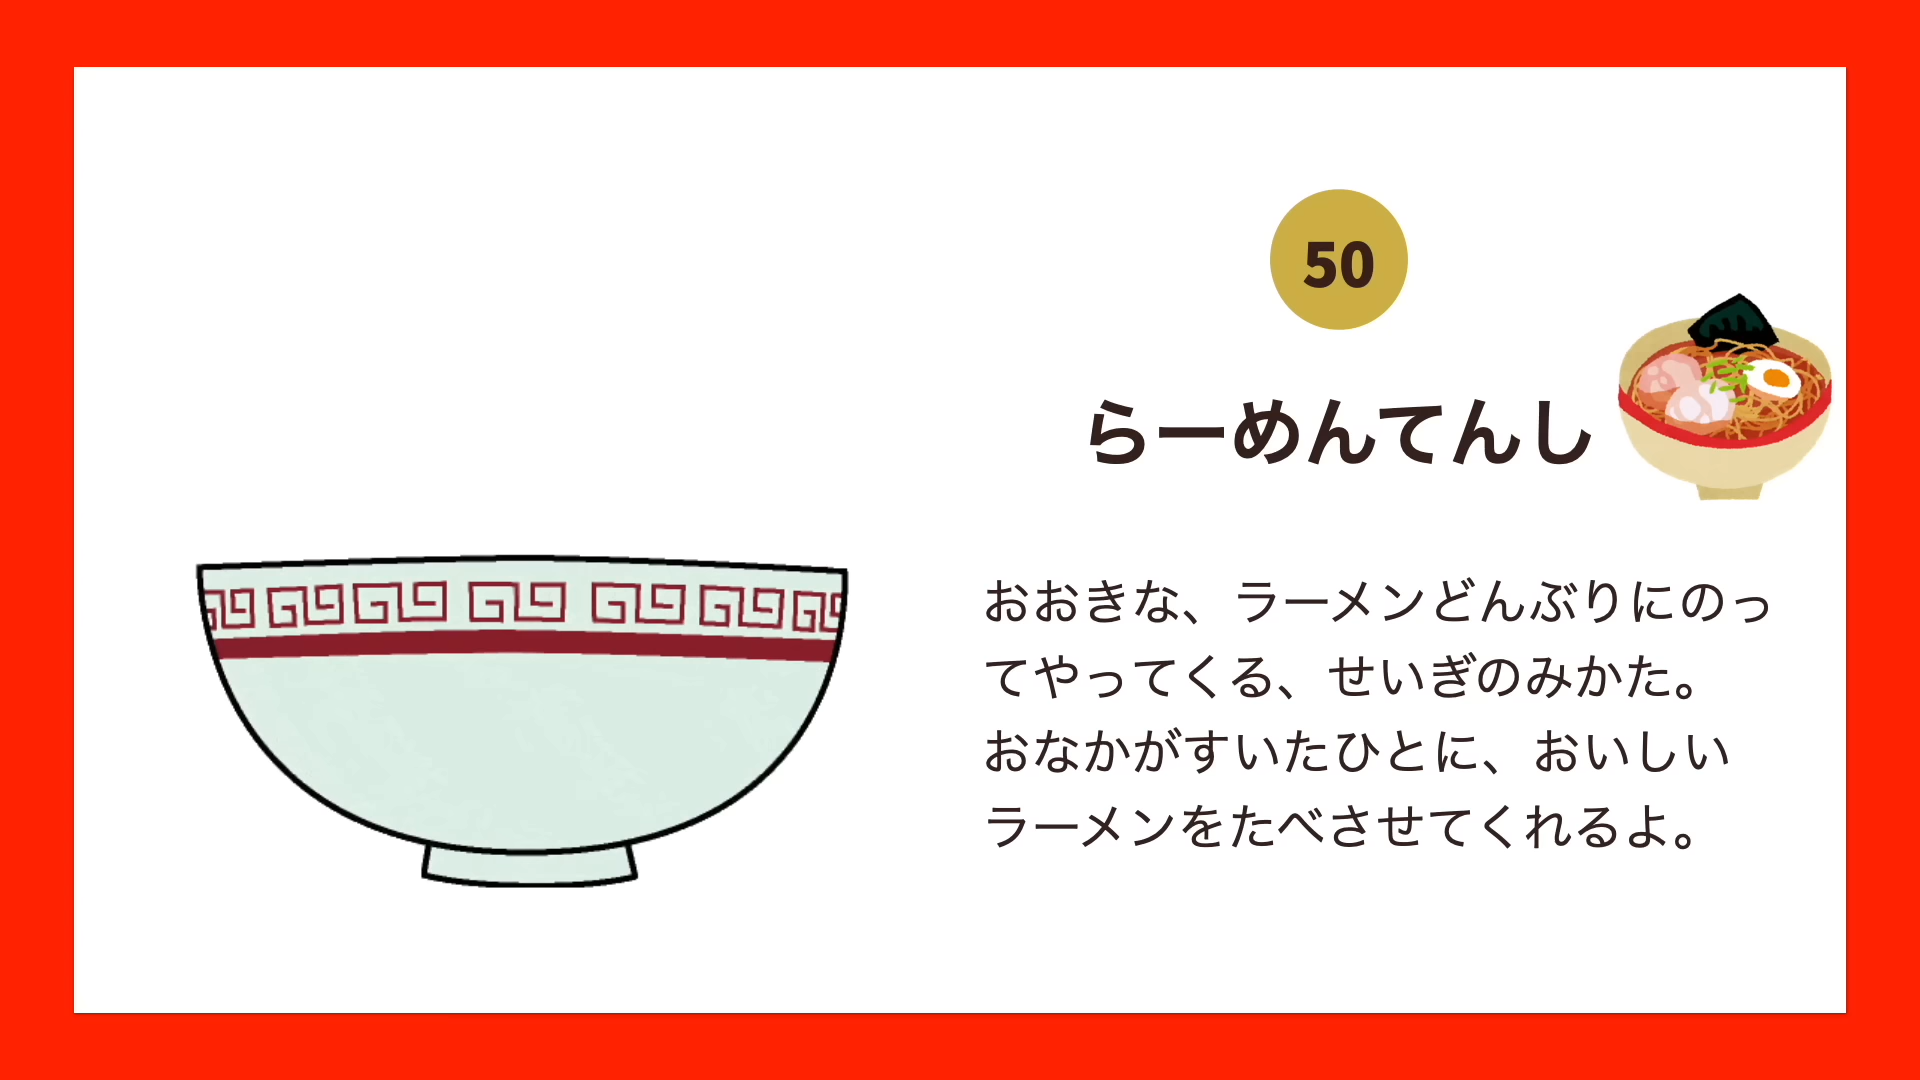 50
らーめんてんし
おおきな、ラーメンどんぶりにのっ
てやってくる、せいぎのみかた。
おなかがすいたひとに、おいしい
ラーメンをたべさせてくれるよ。